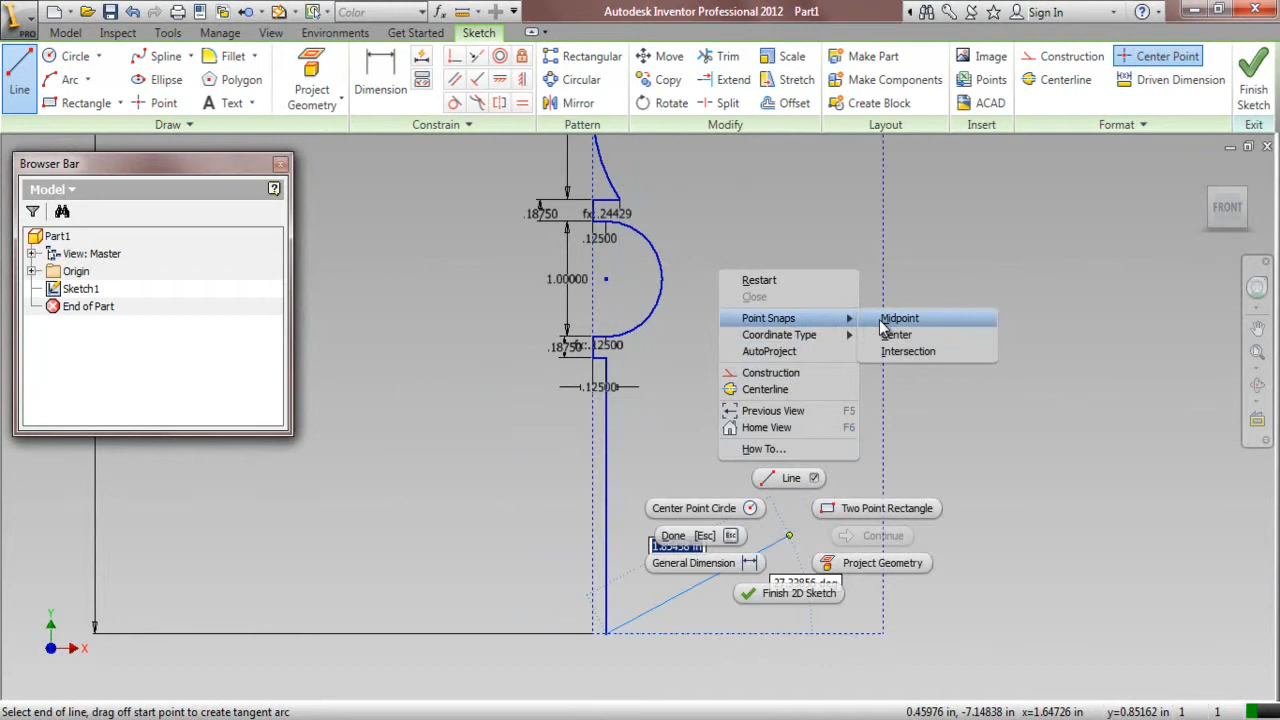 PRO
Color
Autodesk Inventor Professional 2012 Part1
Sign In
Model Inspect Tools Manage View Environments Get Started Sketch
Line
Circle
Arc
Rectangle
Spline
Ellipse
Point
Fillet
Polygon
Text
Project
Geometry
Dimension
Rectangular
Circular
Mirror
Move
Copy
Rotate
Trim
Extend
Split
Scale
Stretch
Offset
Make Part
Make Components
Create Block
Image
Points
ACAD
Construction
Centerline
Center Point
Driven Dimension
Finish
Sketch
Draw
Constrain
Pattern
Modify
Layout
Insert
Format
Exit
Browser Bar
Model
Part1
View: Master
Origin
Sketch1
End of Part
FRONT
.18750
fx: .24429
.12500
1.00000
.18750
fx: .12500
.12500
Restart
Close
Point Snaps
Coordinate Type
AutoProject
Construction
Centerline
Previous View F5
Home View F6
How To...
Midpoint
Center
Intersection
Line
Center Point Circle
Two Point Rectangle
Done [Esc] Esc
Continue
General Dimension
Project Geometry
27.33856 deg
Finish 2D Sketch
Y
X
Select end of line, drag off start point to create tangent arc
0.45976 in, -7.14838 in x=1.64726 in y=0.85162 in 1 1